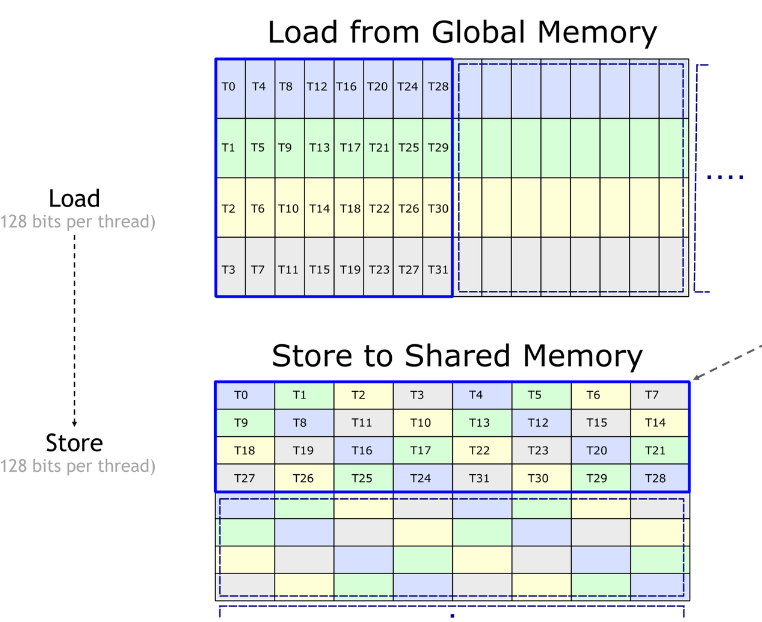 Load from Global Memory
T0 T4 T8 T12 T16 T20 T24 T28
T1 T5 T9 T13 T17 T21 T25 T29
Load
128 bits per thread)
T2 T6 T10 T14 T18 T22 T26 T30
T3 T7 T11 T15 T19 T23 T27 T31
....
Store to Shared Memory
T0 T1 T2 T3 T4 T5 T6 T7
T9 T8 T11 T10 T13 T12 T15 T14
Store
128 bits per thread)
T18 T19 T16 T17 T22 T23 T20 T21
T27 T26 T25 T24 T31 T30 T29 T28